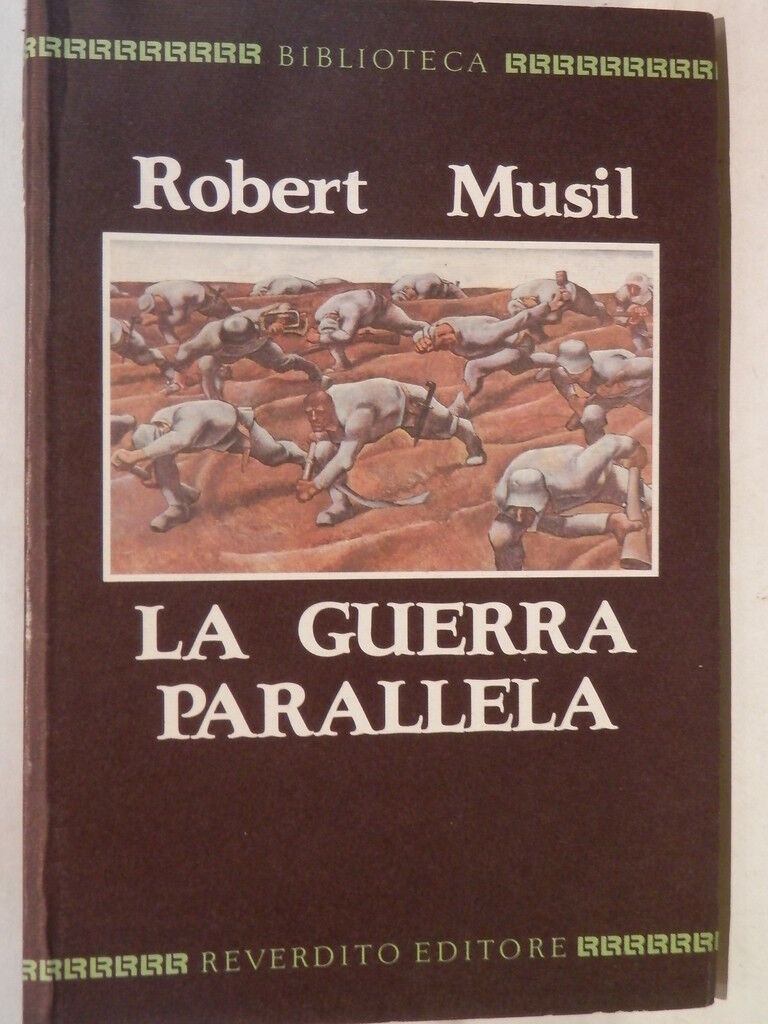 BIBLIOTECA
Robert Musil
LA GUERRA
PARALLELA
REVERDITO EDITORE